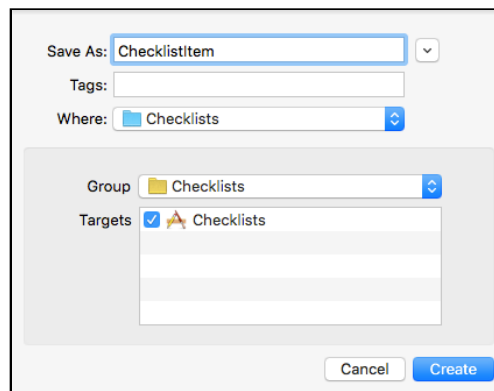 Save As: ChecklistItem
Tags:
Where: Checklists
Group Checklists
Targets Checklists
Cancel Create